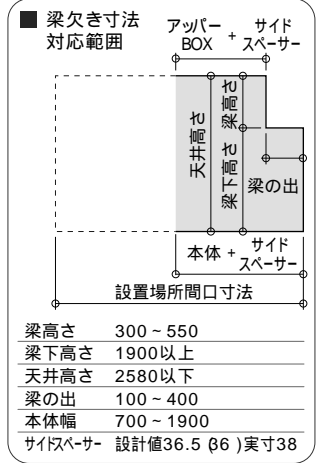 ■ 梁欠き寸法
対応範囲
アッパー
BOX
+
サイド
スペーサー
天井高さ
梁高さ
梁下高さ
梁の出
本体 +
サイド
スペーサー
設置場所間口寸法
梁高さ 300~550
梁下高さ 1900以上
天井高さ 2580以下
梁の出 100~400
本体幅 700~1900
サイドスペーサー 設計値36.5(36)実寸38